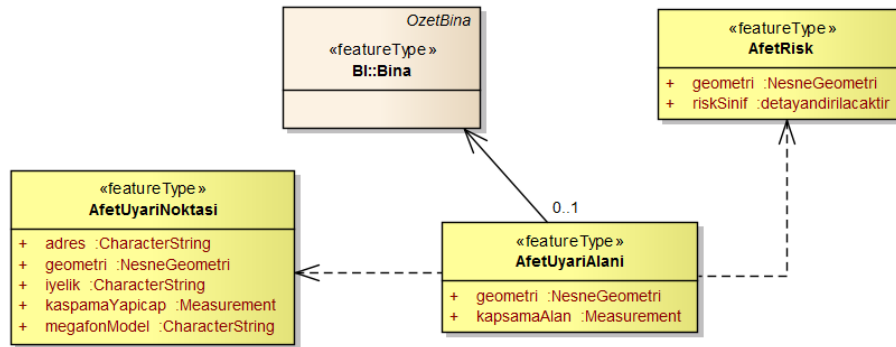 OzetBina
«featureType»
BI::Bina
«featureType»
AfetRisk
+ geometri :NesneGeometri
+ riskSinif :detayandirilacaktir
«featureType»
AfetUyariNoktasi
+ adres :CharacterString
+ geometri :NesneGeometri
+ iyelik :CharacterString
+ kaspamaYapicap :Measurement
+ megafonModel :CharacterString
0..1
«featureType»
AfetUyariAlani
+ geometri :NesneGeometri
+ kapsamaAlan :Measurement